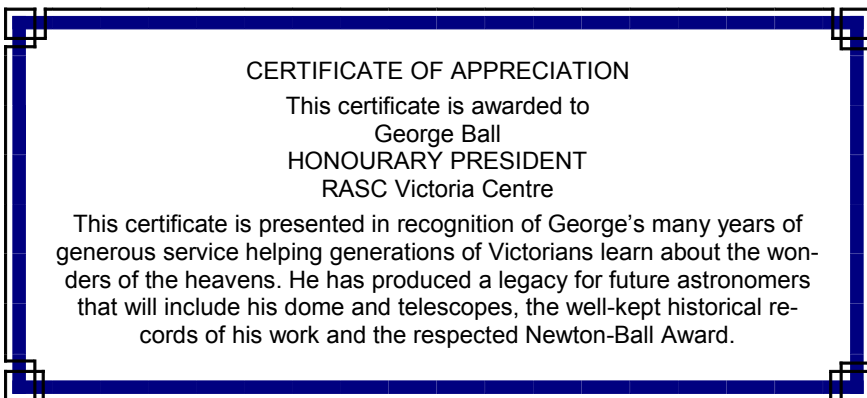 CERTIFICATE OF APPRECIATION
This certificate is awarded to
George Ball
HONOURARY PRESIDENT
RASC Victoria Centre
This certificate is presented in recognition of George’s many years of
generous service helping generations of Victorians learn about the won-
ders of the heavens. He has produced a legacy for future astronomers
that will include his dome and telescopes, the well-kept historical re-
cords of his work and the respected Newton-Ball Award.